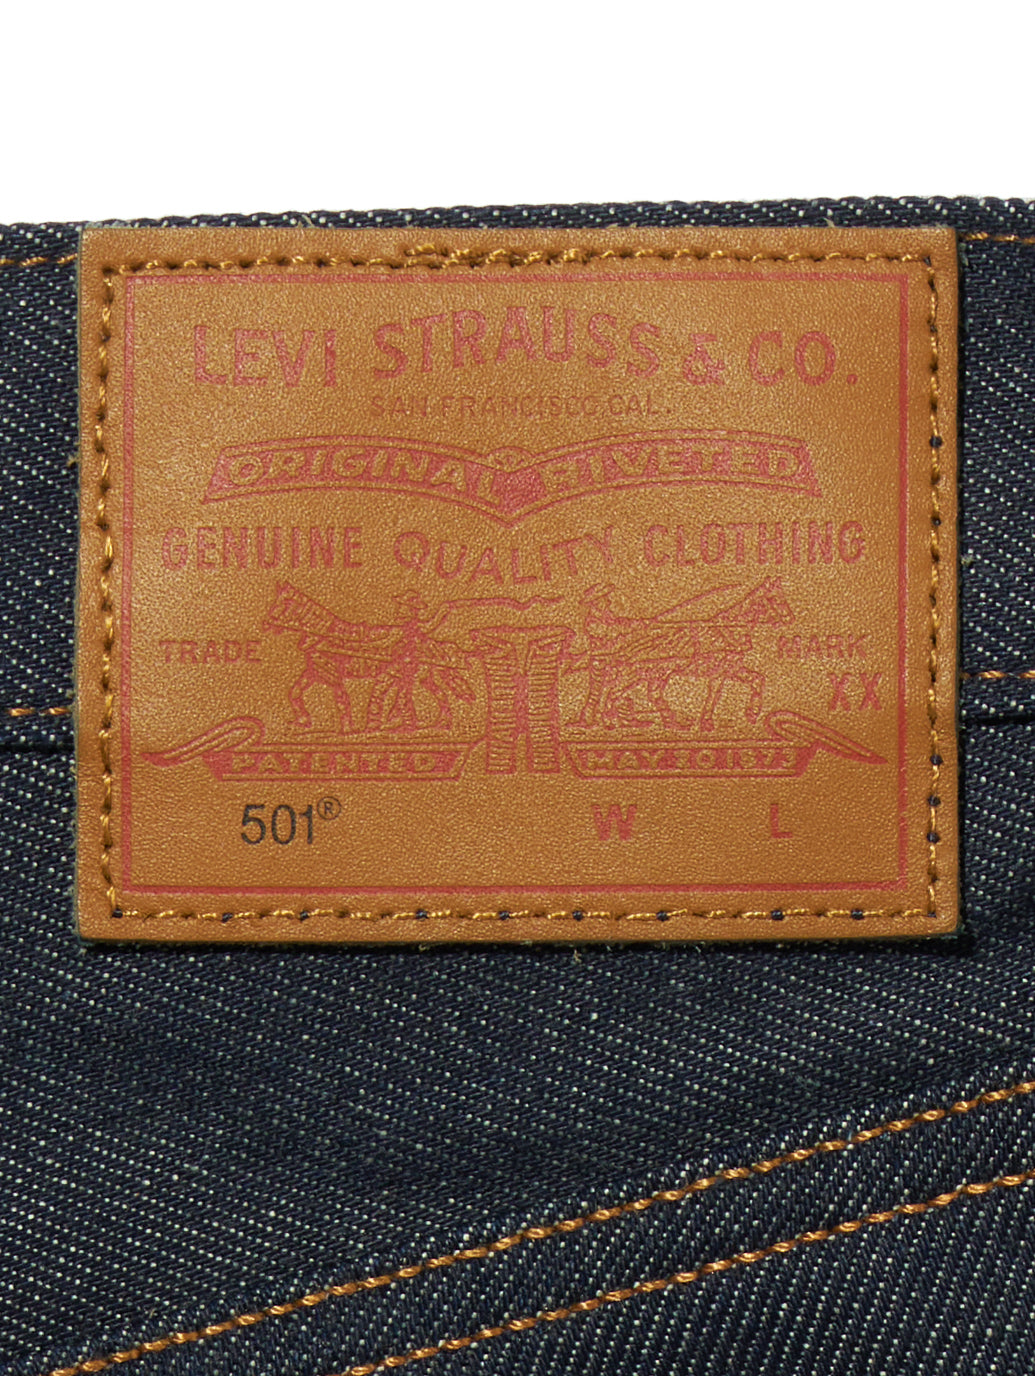 LEVI STRAUSS & CO.
SAN FRANCISCO, CAL.
ORIGINAL RIVETED
GENUINE QUALITY CLOTHING
TRADE MARK
XX
PATENTED MAY 20 1873
501® W L